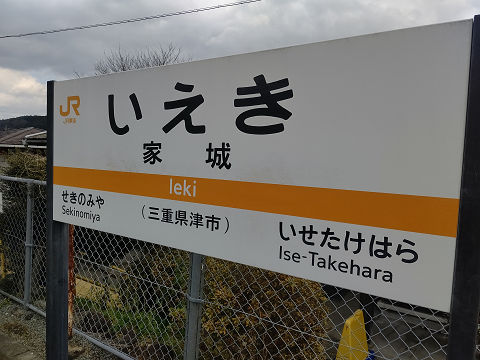 JR
JR東海
いえき
家城
Ieki
せきのみや
Sekinomiya
(三重県津市)
いせたけはら
Ise-Takehara